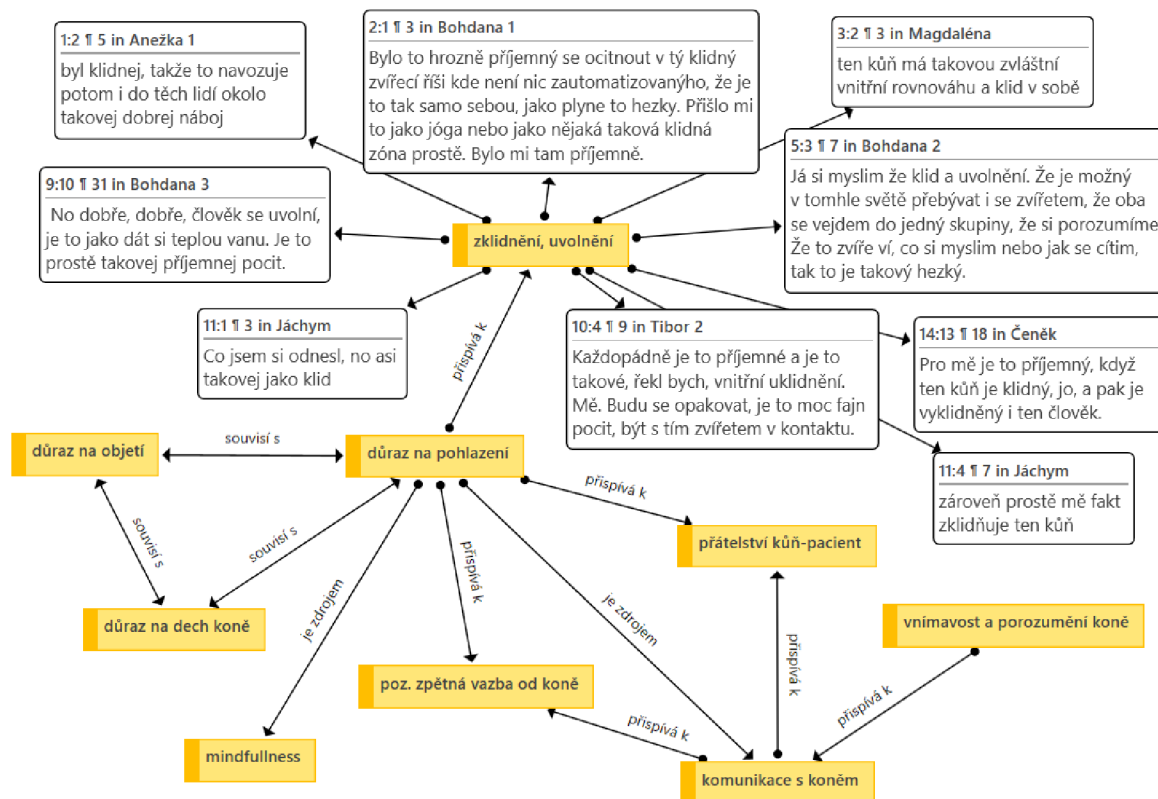 1:2 ¶ 5 in Anežka 1
byl klidnej, takže to navozuje
potom i do těch lidí okolo
takovej dobrej náboj
2:1 ¶ 3 in Bohdana 1
Bylo to hrozně příjemný se ocitnout v tý klidný
zvířecí říši kde není nic zautomatizovanýho, že je
to tak samo sebou, jako plyne to hezky. Přišlo mi
to jako jóga nebo jako nějaká taková klidná
zóna prostě. Bylo mi tam příjemně.
3:2 ¶ 3 in Magdaléna
ten kůň má takovou zvláštní
vnitřní rovnováhu a klid v sobě
9:10 ¶ 31 in Bohdana 3
No dobře, dobře, člověk se uvolní,
je to jako dát si teplou vanu. Je to
prostě takovej příjemnej pocit.
zklidnění, uvolnění
5:3 ¶ 7 in Bohdana 2
Já si myslim že klid a uvolnění. Že je možný
v tomhle světě přebývat i se zvířetem, že oba
se vejdem do jedný skupiny, že si porozumíme
Že to zvíře ví, co si myslim nebo jak se cítim,
tak to je takový hezký.
11:1 ¶ 3 in Jáchym
Co jsem si odnesl, no asi
takovej jako klid
přispívá k
10:4 ¶ 9 in Tibor 2
Každopádně je to příjemné a je to
takové, řekl bych, vnitřní uklidnění.
Mě. Budu se opakovat, je to moc fajn
pocit, být s tím zvířetem v kontaktu.
14:13 ¶ 18 in Čeněk
Pro mě je to příjemný, když
ten kůň je klidný, jo, a pak je
vyklidněný i ten člověk.
11:4 ¶ 7 in Jáchym
zároveň prostě mě fakt
zklidňuje ten kůň
důraz na objetí
souvisí s
důraz na pohlazení
přispívá k
přátelství kůň-pacient
souvisí s
souvisí s
přispívá k
je zdrojem
je zdrojem
důraz na dech koně
vnímavost a porozumění koně
přispívá k
přispívá k
poz. zpětná vazba od koně
přispívá k
mindfullness
komunikace s koněm